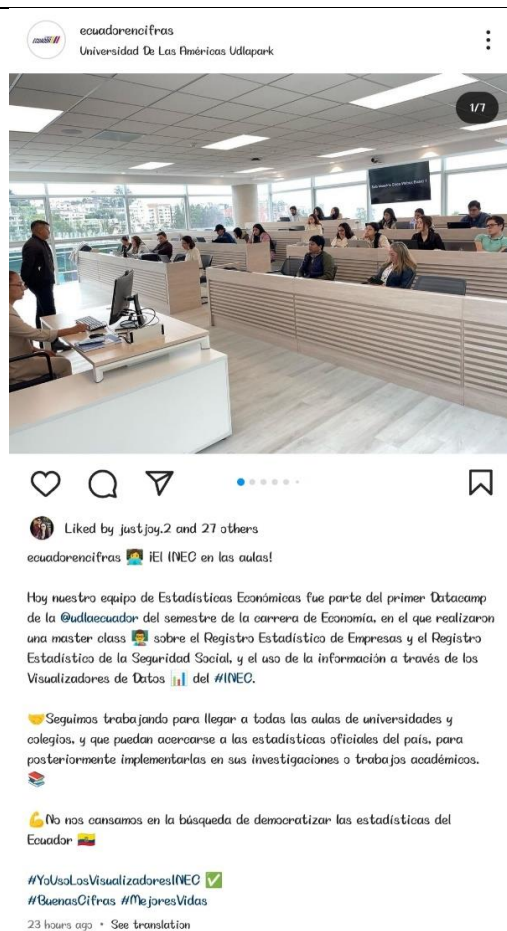 ecuadorencifras
Universidad De Las Américas Udlapark
1/7
Liked by justjoy.2 and 27 others
ecuadorencifras 👩‍💻 ¡El INEC en las aulas!
Hoy nuestro equipo de Estadísticas Económicas fue parte del primer Datacamp
de la @udlaecuador del semestre de la carrera de Economía, en el que realizaron
una master class 👨‍🏫 sobre el Registro Estadístico de Empresas y el Registro
Estadístico de la Seguridad Social, y el uso de la información a través de los
Visualizadores de Datos 📊 del #INEC.
🤝Seguimos trabajando para llegar a todas las aulas de universidades y
colegios, y que puedan acercarse a las estadísticas oficiales del país, para
posteriormente implementarlas en sus investigaciones o trabajos académicos.
📚
💪No nos cansamos en la búsqueda de democratizar las estadísticas del
Ecuador 🇪🇨
#YoUsoLosVisualizadoresINEC ✅
#BuenasCifras #MejoresVidas
23 hours ago • See translation